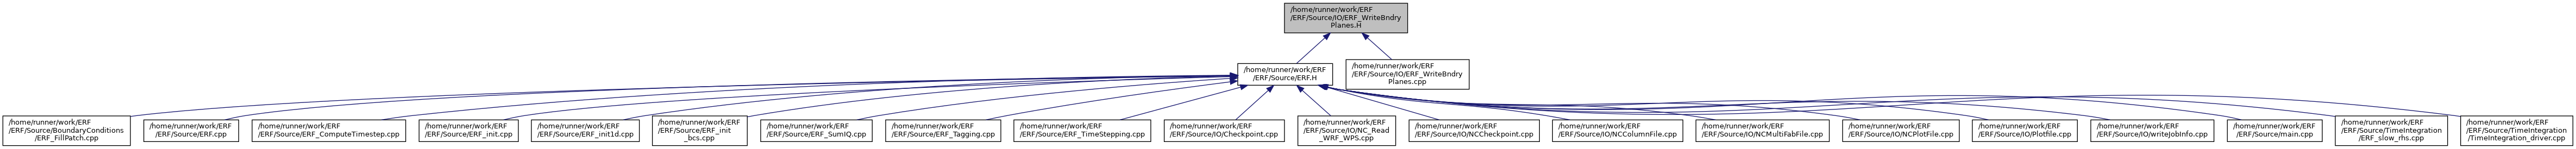 /home/runner/work/ERF
/ERF/Source/IO/ERF_WriteBndry
Planes.H
/home/runner/work/ERF
/ERF/Source/ERF.H
/home/runner/work/ERF
/ERF/Source/IO/ERF_WriteBndry
Planes.cpp
/home/runner/work/ERF
/ERF/Source/BoundaryConditions
/ERF_FillPatch.cpp
/home/runner/work/ERF
/ERF/Source/ERF.cpp
/home/runner/work/ERF
/ERF/Source/ERF_ComputeTimestep.cpp
/home/runner/work/ERF
/ERF/Source/ERF_init.cpp
/home/runner/work/ERF
/ERF/Source/ERF_init1d.cpp
/home/runner/work/ERF
/ERF/Source/ERF_init
_bcs.cpp
/home/runner/work/ERF
/ERF/Source/ERF_SumIQ.cpp
/home/runner/work/ERF
/ERF/Source/ERF_Tagging.cpp
/home/runner/work/ERF
/ERF/Source/ERF_TimeStepping.cpp
/home/runner/work/ERF
/ERF/Source/IO/Checkpoint.cpp
/home/runner/work/ERF
/ERF/Source/IO/NC_Read
_WRF_WPS.cpp
/home/runner/work/ERF
/ERF/Source/IO/NCCheckpoint.cpp
/home/runner/work/ERF
/ERF/Source/IO/NCColumnFile.cpp
/home/runner/work/ERF
/ERF/Source/IO/NCMultiFabFile.cpp
/home/runner/work/ERF
/ERF/Source/IO/NCPlotFile.cpp
/home/runner/work/ERF
/ERF/Source/IO/Plotfile.cpp
/home/runner/work/ERF
/ERF/Source/IO/writeJobInfo.cpp
/home/runner/work/ERF
/ERF/Source/main.cpp
/home/runner/work/ERF
/ERF/Source/TimeIntegration
/ERF_slow_rhs.cpp
/home/runner/work/ERF
/ERF/Source/TimeIntegration
/TimeIntegration_driver.cpp